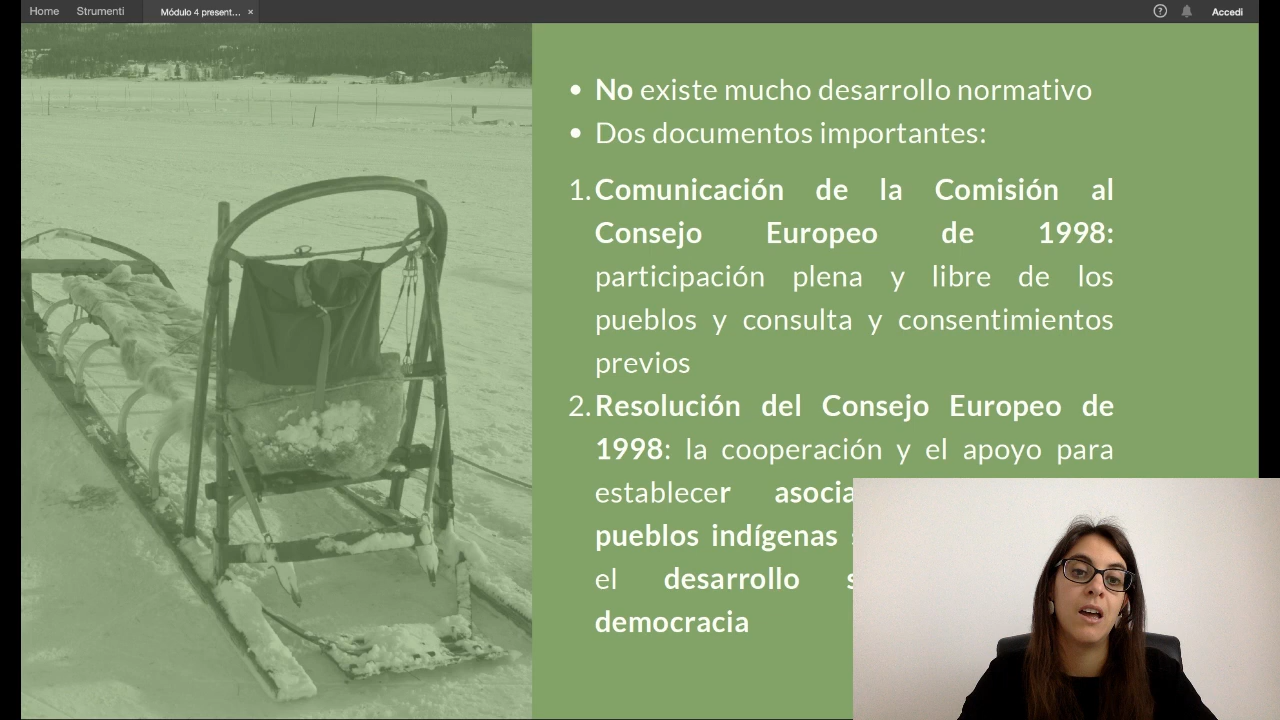 Home Strumenti Módulo 4 present... × ? Accedi
• No existe mucho desarrollo normativo
• Dos documentos importantes:
1. Comunicación de la Comisión al
Consejo Europeo de 1998:
participación plena y libre de los
pueblos y consulta y consentimientos
previos
2. Resolución del Consejo Europeo de
1998: la cooperación y el apoyo para
establecer
pueblos indígenas
el desarrollo
democracia